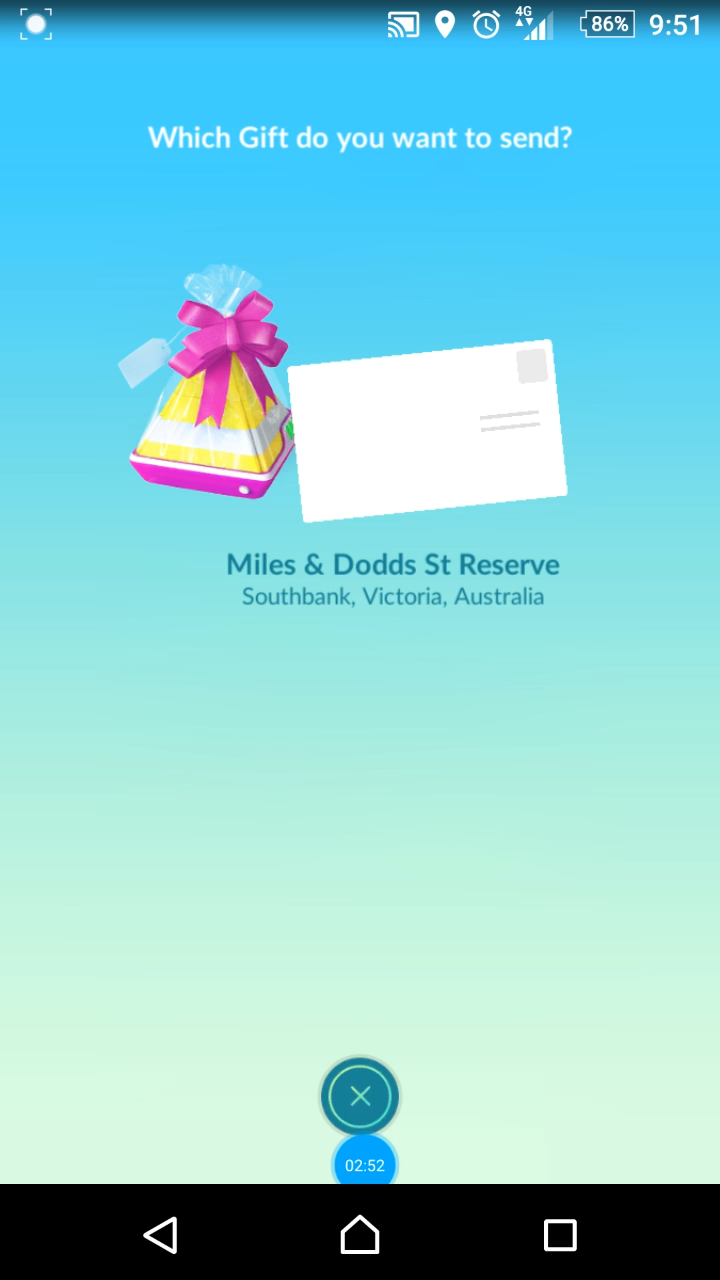 4G
86%
9:51
Which Gift do you want to send?
Miles & Dodds St Reserve
Southbank, Victoria, Australia
02:52